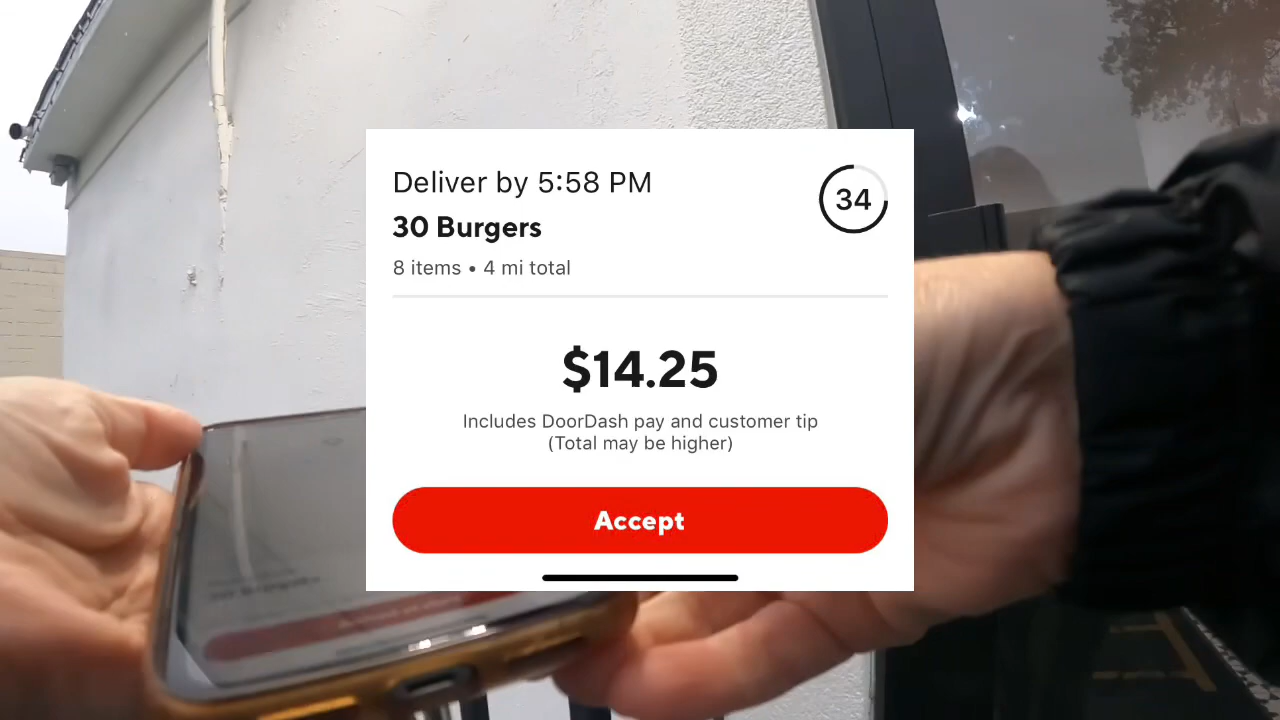 Deliver by 5:58 PM
34
30 Burgers
8 items • 4 mi total
$14.25
Includes DoorDash pay and customer tip
(Total may be higher)
Accept